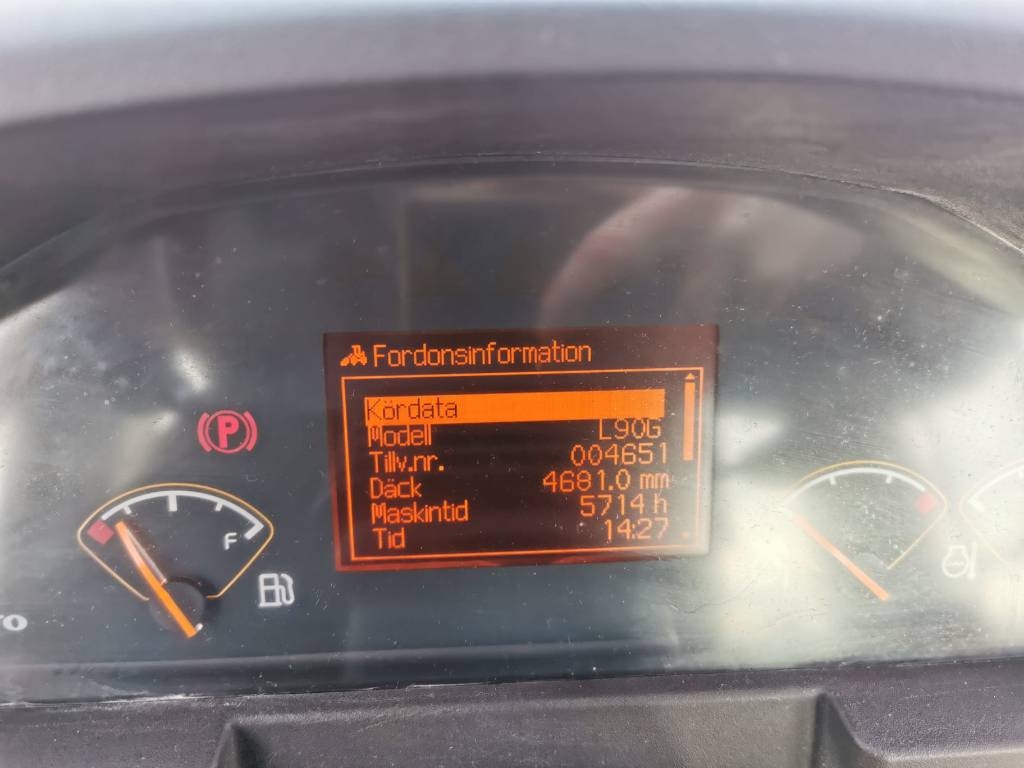 Fordonsinformation
Kördata
Modell L90G
Tillv.nr. 004651
Däck 4681.0 mm
Maskintid 5714 h
Tid 14:27
P
F